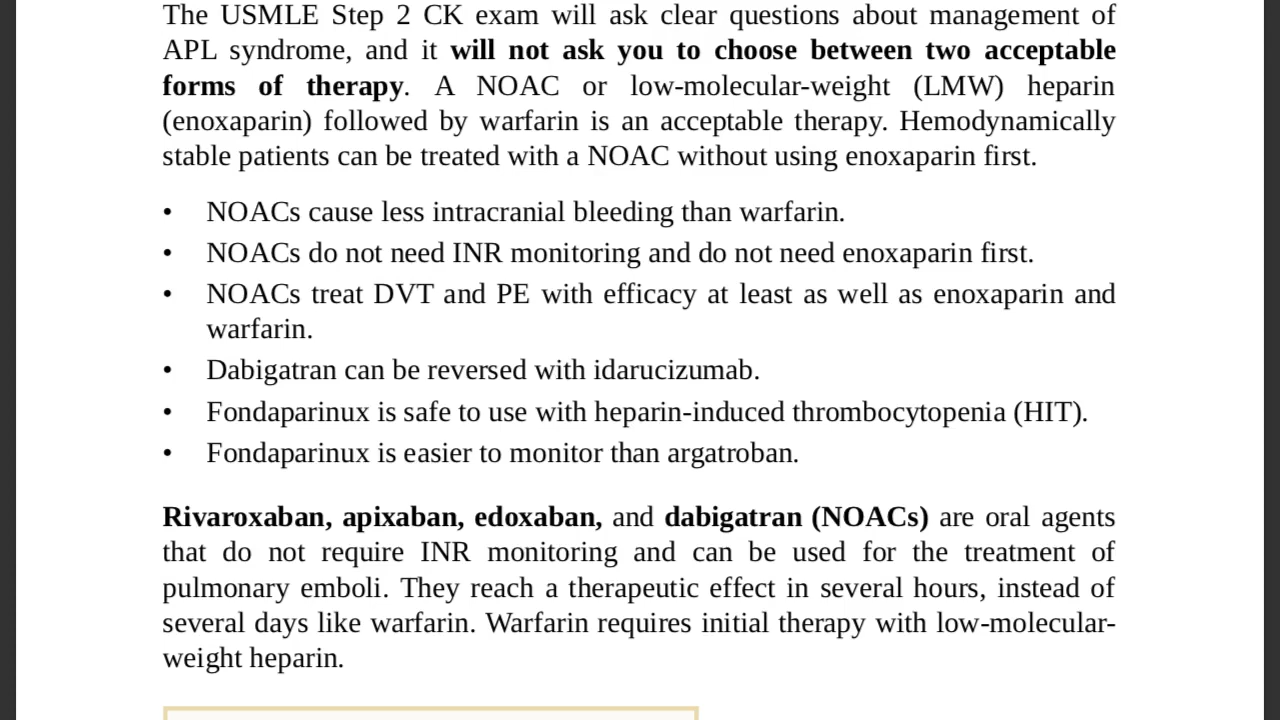 The USMLE Step 2 CK exam will ask clear questions about management of
APL syndrome, and it will not ask you to choose between two acceptable
forms of therapy. A NOAC or low-molecular-weight (LMW) heparin
(enoxaparin) followed by warfarin is an acceptable therapy. Hemodynamically
stable patients can be treated with a NOAC without using enoxaparin first.
• NOACs cause less intracranial bleeding than warfarin.
• NOACs do not need INR monitoring and do not need enoxaparin first.
• NOACs treat DVT and PE with efficacy at least as well as enoxaparin and
warfarin.
• Dabigatran can be reversed with idarucizumab.
• Fondaparinux is safe to use with heparin-induced thrombocytopenia (HIT).
• Fondaparinux is easier to monitor than argatroban.
Rivaroxaban, apixaban, edoxaban, and dabigatran (NOACs) are oral agents
that do not require INR monitoring and can be used for the treatment of
pulmonary emboli. They reach a therapeutic effect in several hours, instead of
several days like warfarin. Warfarin requires initial therapy with low-molecular-
weight heparin.